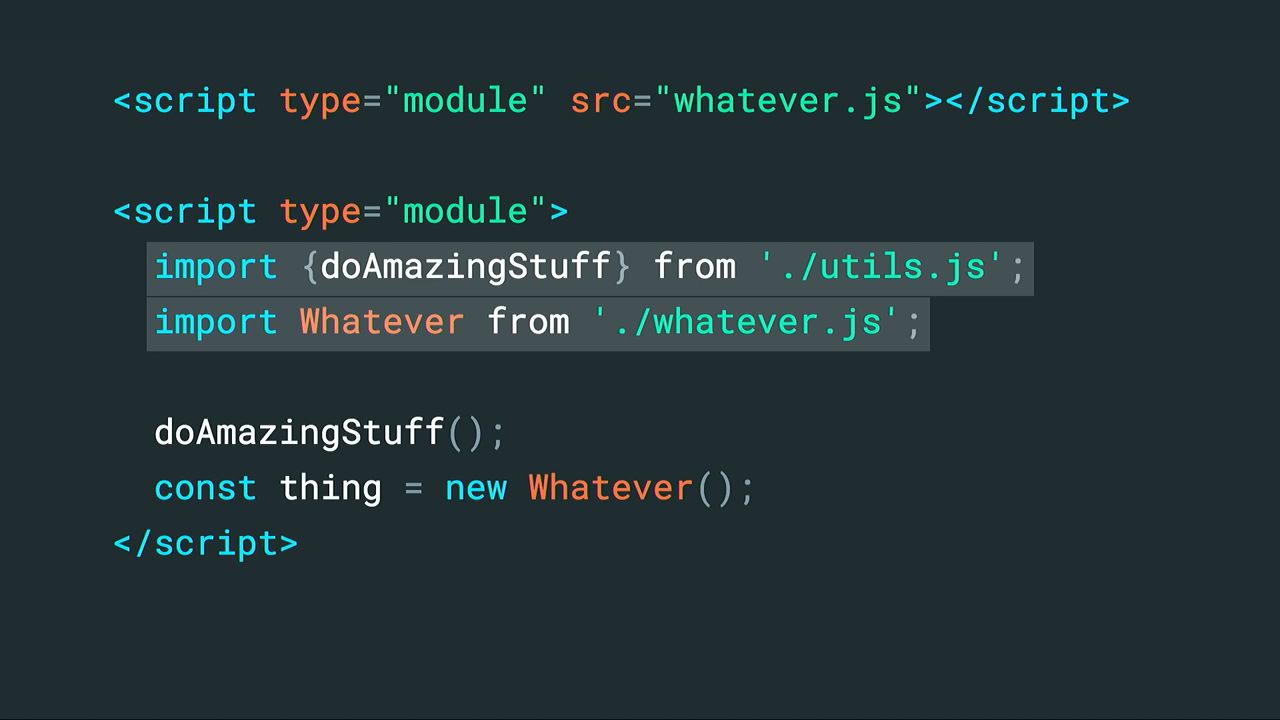 <script type="module" src="whatever.js"></script>
<script type="module">
import {doAmazingStuff} from './utils.js';
import Whatever from './whatever.js';
doAmazingStuff();
const thing = new Whatever();
</script>